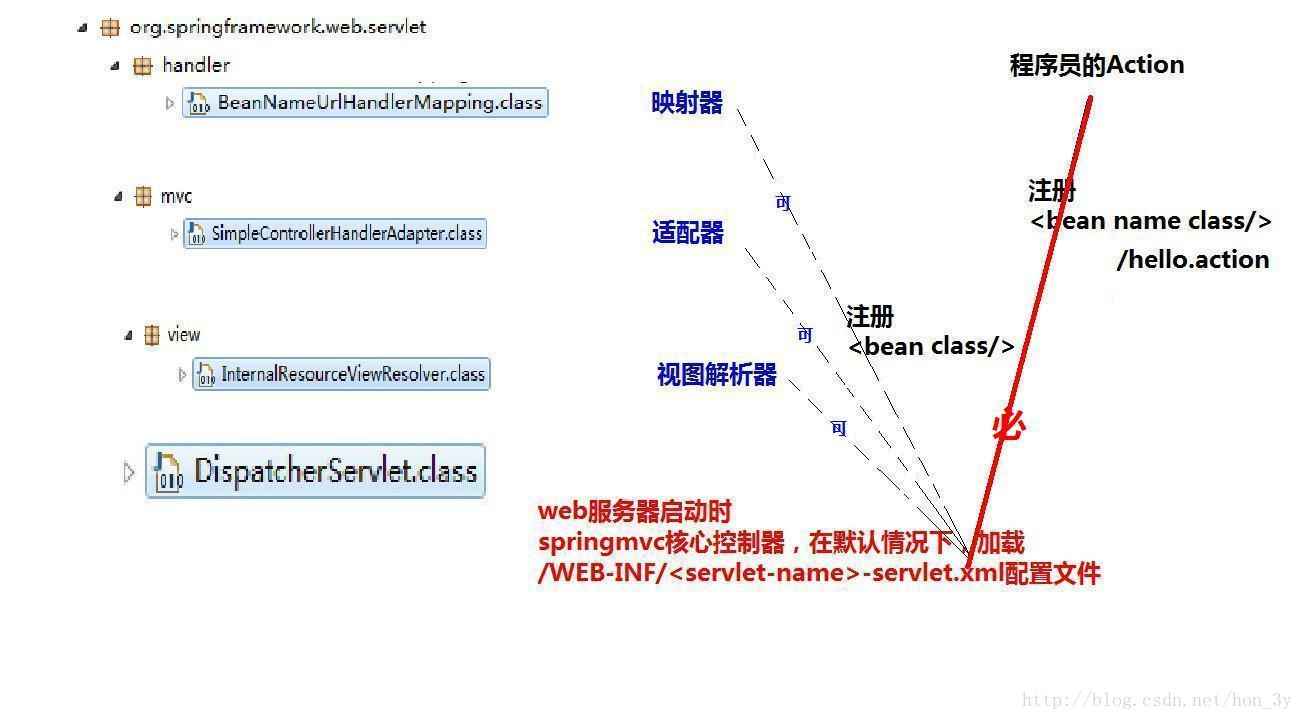 org.springframework.web.servlet
handler
BeanNameUrlHandlerMapping.class
mvc
SimpleControllerHandlerAdapter.class
view
InternalResourceViewResolver.class
DispatcherServlet.class
映射器
可
适配器
可
视图解析器
可
注册
<bean class/>
程序员的Action
注册
<bean name class/>
/hello.action
必
web服务器启动时
springmvc核心控制器，在默认情况下，加载
/WEB-INF/<servlet-name>-servlet.xml配置文件
http://blog.csdn.net/hon_3y